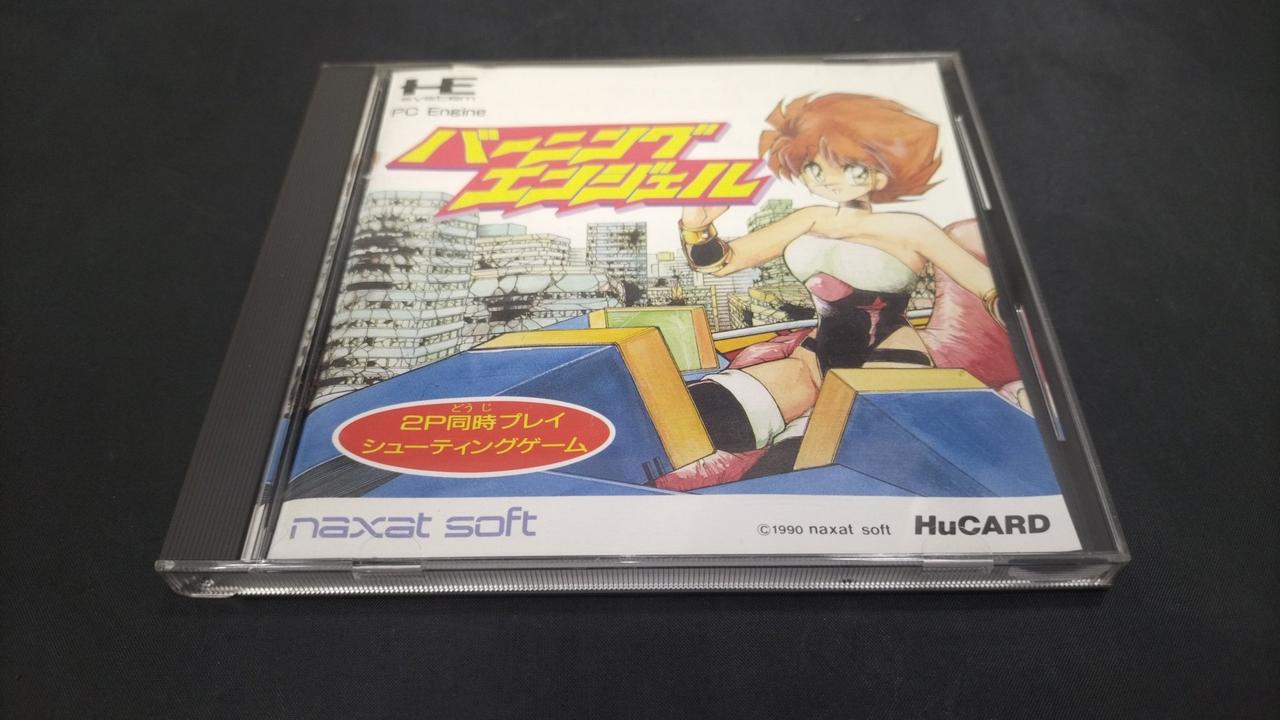 HE
system
PC Engine
バーニング
エンジェル
どうじ
2P同時プレイ
シューティングゲーム
naxat soft
©1990 naxat soft
HuCARD